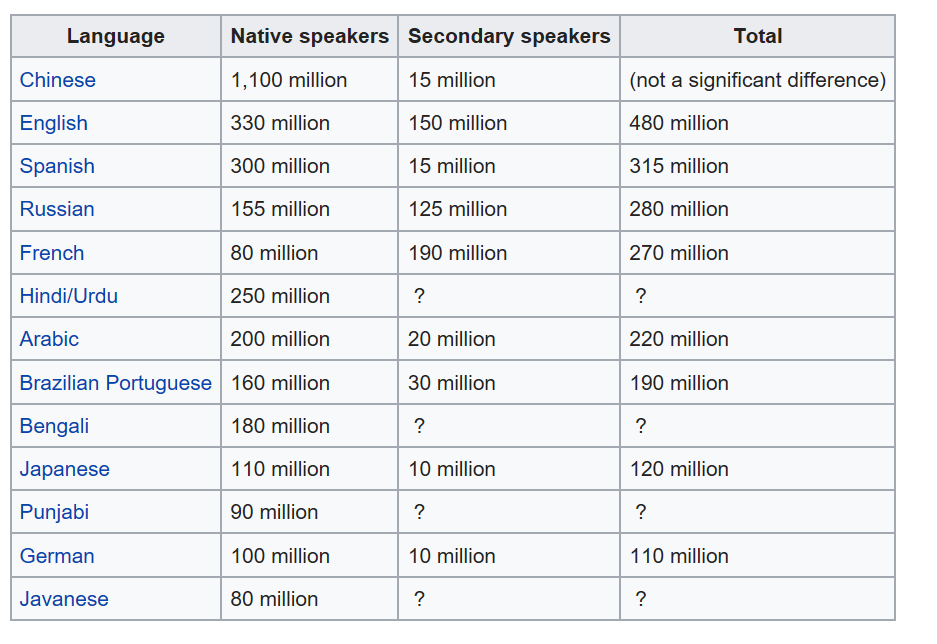 Language Native speakers Secondary speakers Total
Chinese 1,100 million 15 million (not a significant difference)
English 330 million 150 million 480 million
Spanish 300 million 15 million 315 million
Russian 155 million 125 million 280 million
French 80 million 190 million 270 million
Hindi/Urdu 250 million ? ?
Arabic 200 million 20 million 220 million
Brazilian Portuguese 160 million 30 million 190 million
Bengali 180 million ? ?
Japanese 110 million 10 million 120 million
Punjabi 90 million ? ?
German 100 million 10 million 110 million
Javanese 80 million ? ?